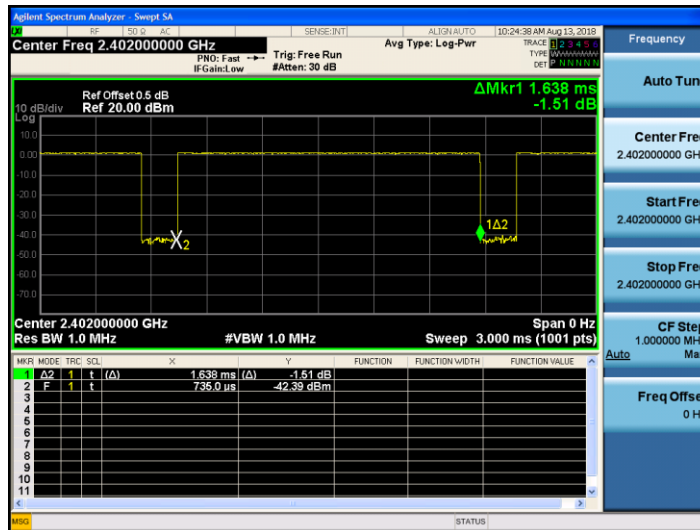 Agilent Spectrum Analyzer - Swept SA
RF 50 Ω AC SENSE:INT ALIGN AUTO 10:24:38 AM Aug 13, 2018
Center Freq 2.402000000 GHz Avg Type: Log-Pwr TRACE 1 2 3 4 5 6
PNO: Fast Trig: Free Run TYPE
IFGain:Low #Atten: 30 dB DET P N N N N N
Frequency
Auto Tun
Center Fre
2.402000000 GH
Start Fre
2.402000000 GH
Stop Fre
2.402000000 GH
CF Ste
1.000000 MH
Auto Ma
Freq Offse
0 H
ΔMkr1 1.638 ms
-1.51 dB
Ref Offset 0.5 dB
10 dB/div Ref 20.00 dBm
Log
10.0
0.00
-10.0
-20.0
-30.0
-40.0
-50.0
-60.0
-70.0
2
1Δ2
Center 2.402000000 GHz Span 0 Hz
Res BW 1.0 MHz #VBW 1.0 MHz Sweep 3.000 ms (1001 pts)
MKR MODE TRC SCL X Y FUNCTION FUNCTION WIDTH FUNCTION VALUE
1 Δ2 1 t (Δ) 1.638 ms (Δ) -1.51 dB
2 F 1 t 735.0 µs -42.39 dBm
3
4
5
6
7
8
9
10
11
MSG STATUS